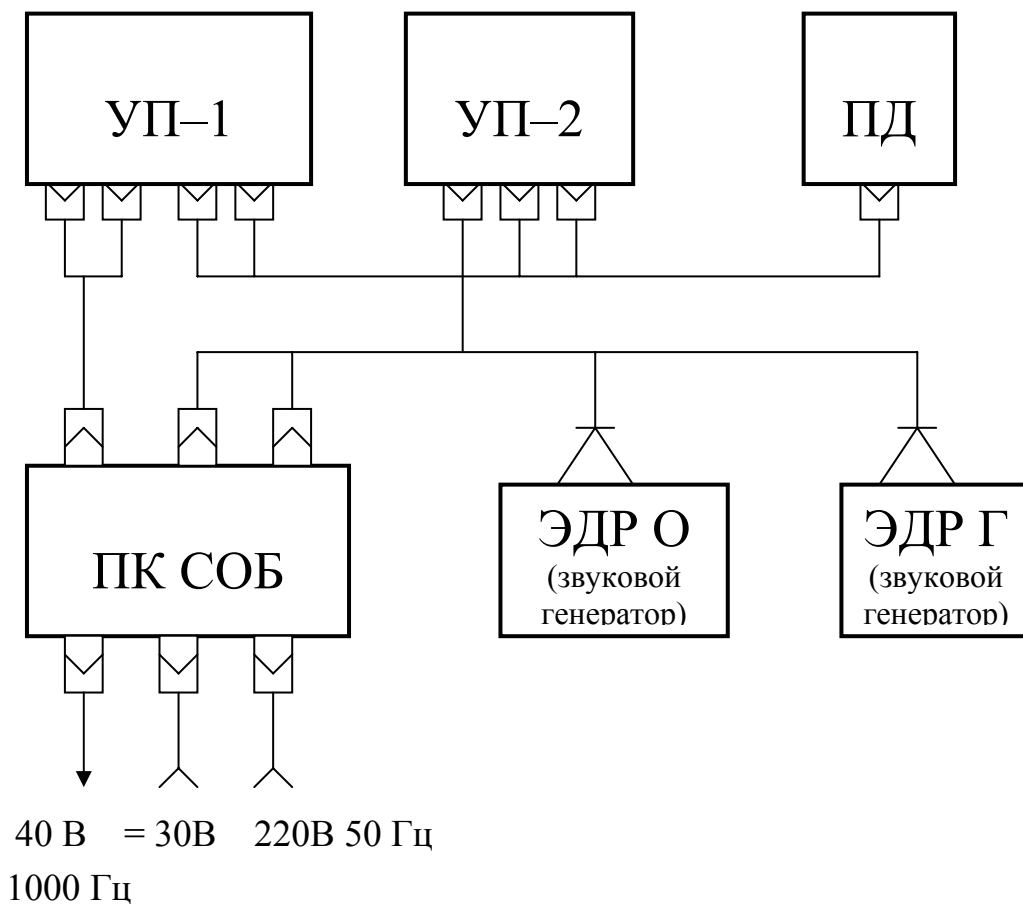 УП–1 УП–2 ПД
ПК СОБ
ЭДР О
(звуковой
генератор)
ЭДР Г
(звуковой
генератор)
40 В = 30В 220В 50 Гц
1000 Гц